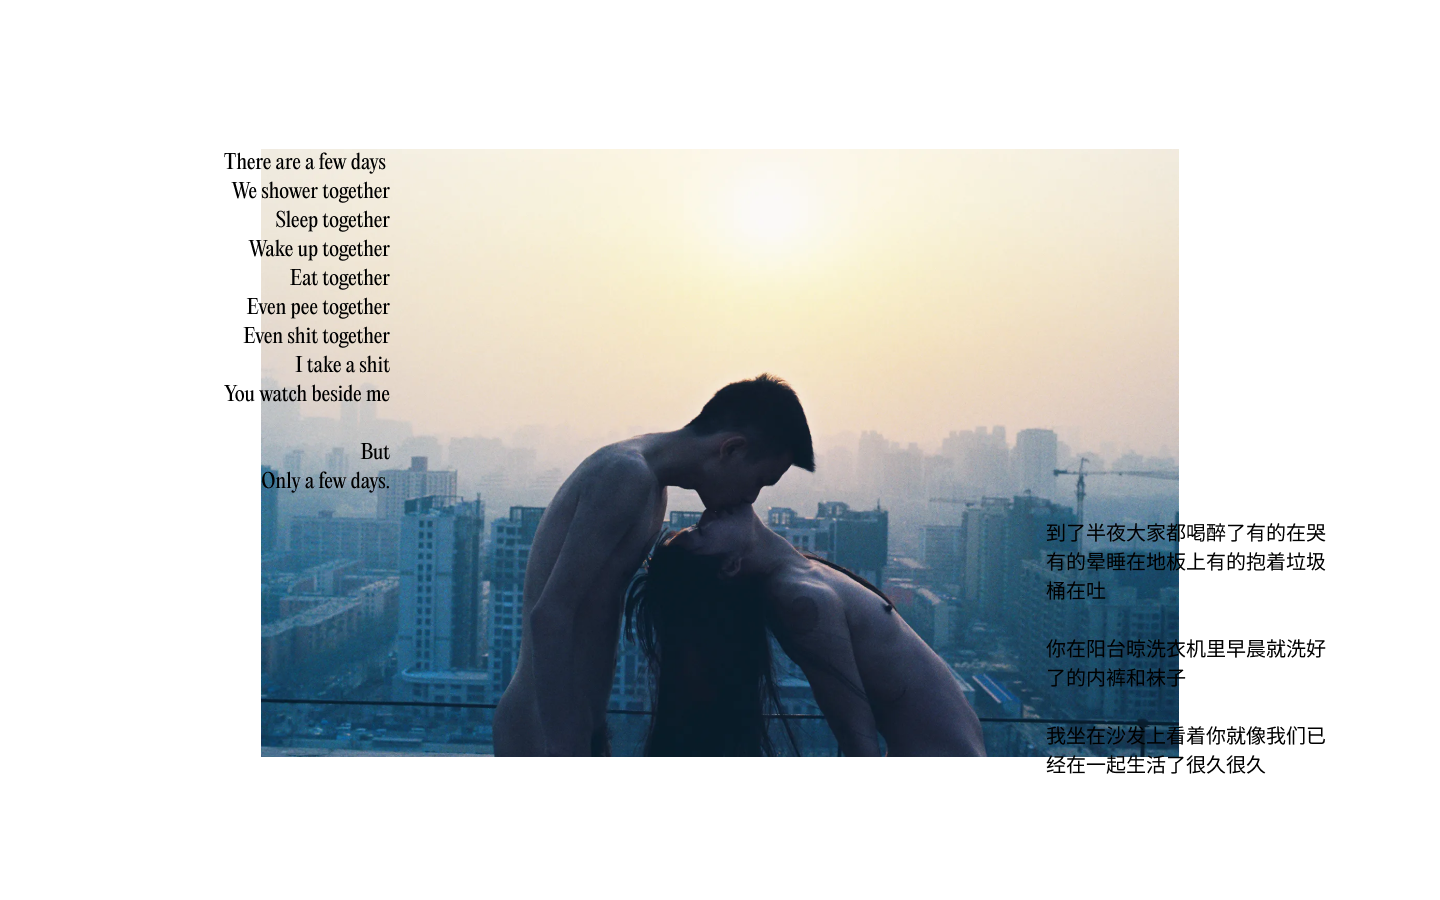 There are a few days
We shower together
Sleep together
Wake up together
Eat together
Even pee together
Even shit together
I take a shit
You watch beside me
But
Only a few days.
到了半夜大家都喝醉了有的在哭
有的晕睡在地板上有的抱着垃圾
桶在吐
你在阳台晾洗衣机里早晨就洗好
了的内裤和袜子
我坐在沙发上看着你就像我们已
经在一起生活了很久很久